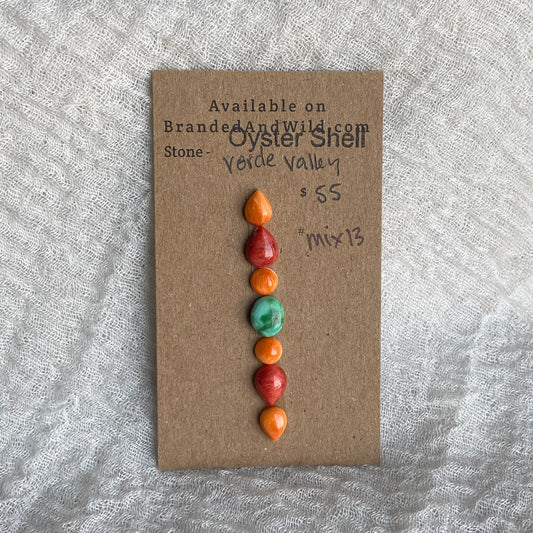 Available on
BrandedAndWild.com
Oyster Shell
Stone-
Verde Valley
$ 55
# mix13